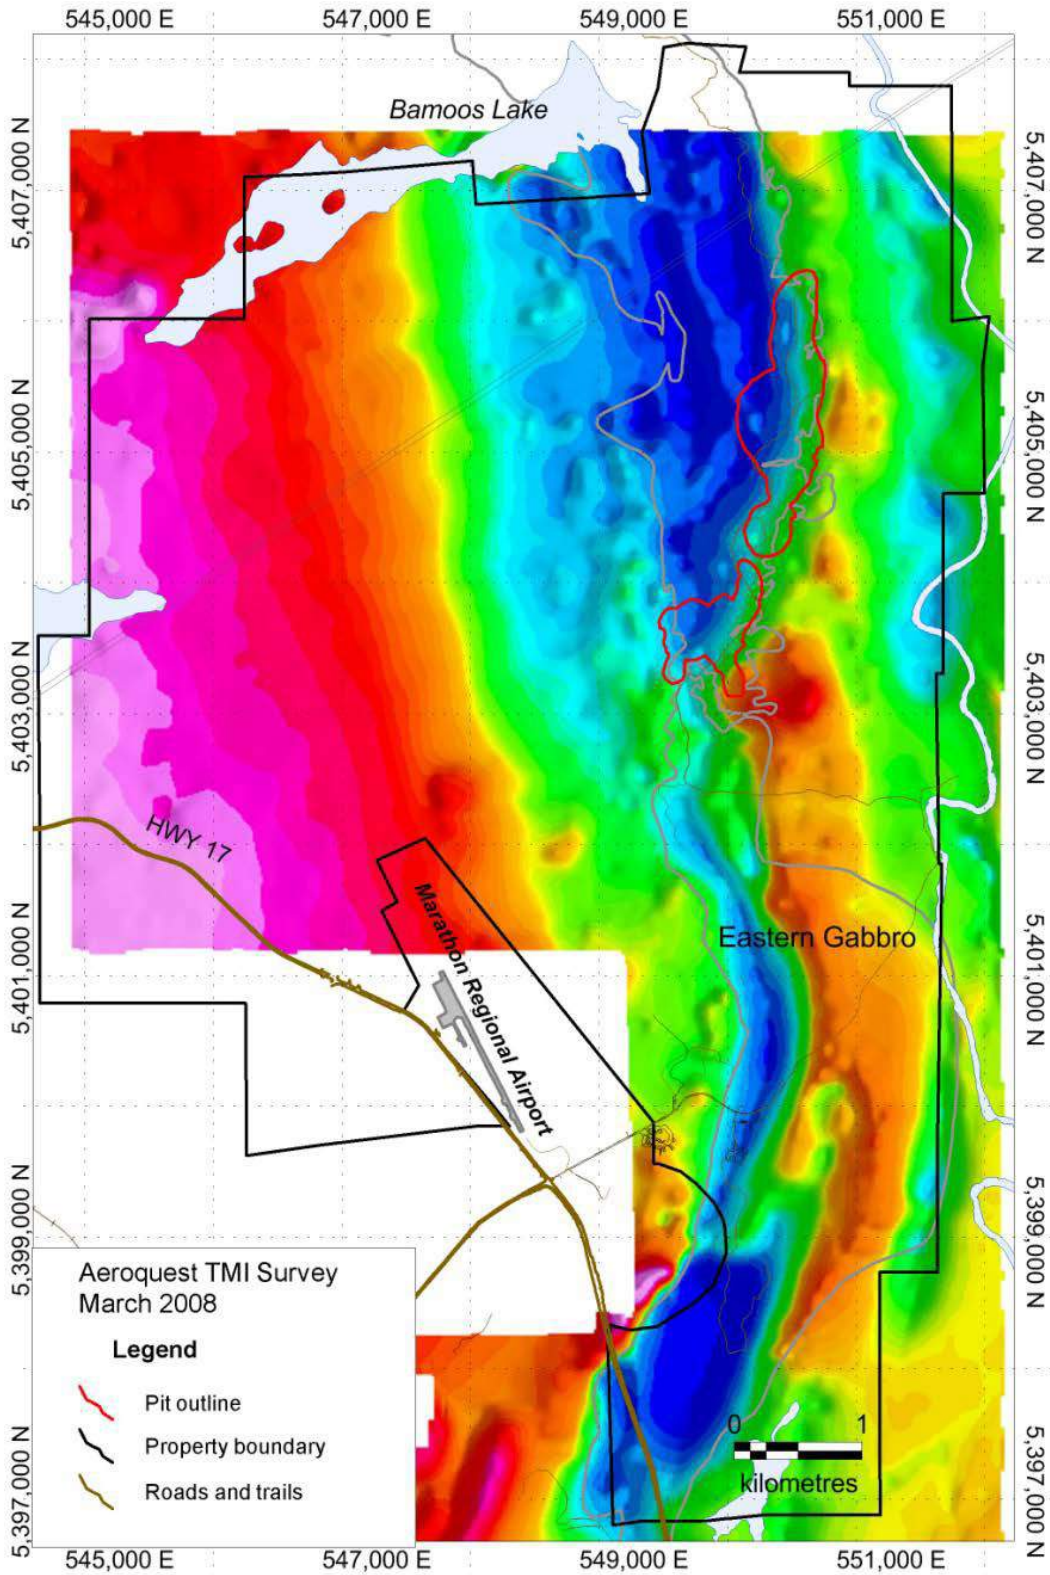 545,000 E
547,000 E
549,000 E
551,000 E
Bamoos Lake
5,407,000 N
5,407,000 N
5,405,000 N
5,405,000 N
5,403,000 N
5,403,000 N
HWY 17
Marathon Regional Airport
Eastern Gabbro
5,401,000 N
5,401,000 N
5,399,000 N
5,399,000 N
Aeroquest TMI Survey
March 2008
Legend
Pit outline
Property boundary
Roads and trails
0 1
kilometres
5,397,000 N
5,397,000 N
545,000 E
547,000 E
549,000 E
551,000 E